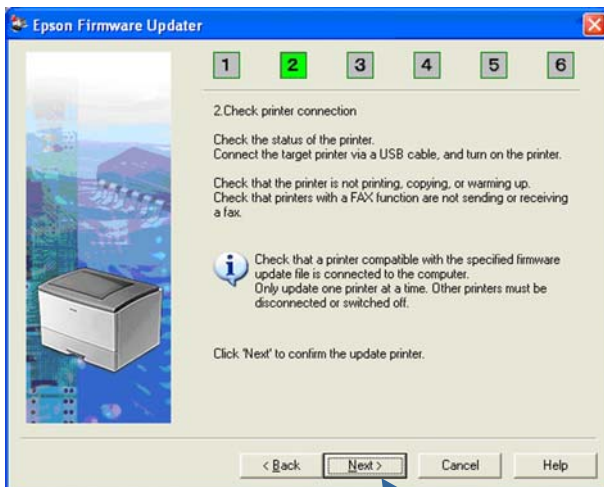 Epson Firmware Updater
1 2 3 4 5 6
2.Check printer connection
Check the status of the printer.
Connect the target printer via a USB cable, and turn on the printer.
Check that the printer is not printing, copying, or warming up.
Check that printers with a FAX function are not sending or receiving
a fax.
Check that a printer compatible with the specified firmware
update file is connected to the computer.
Only update one printer at a time. Other printers must be
disconnected or switched off.
Click 'Next' to confirm the update printer.
< Back Next > Cancel Help